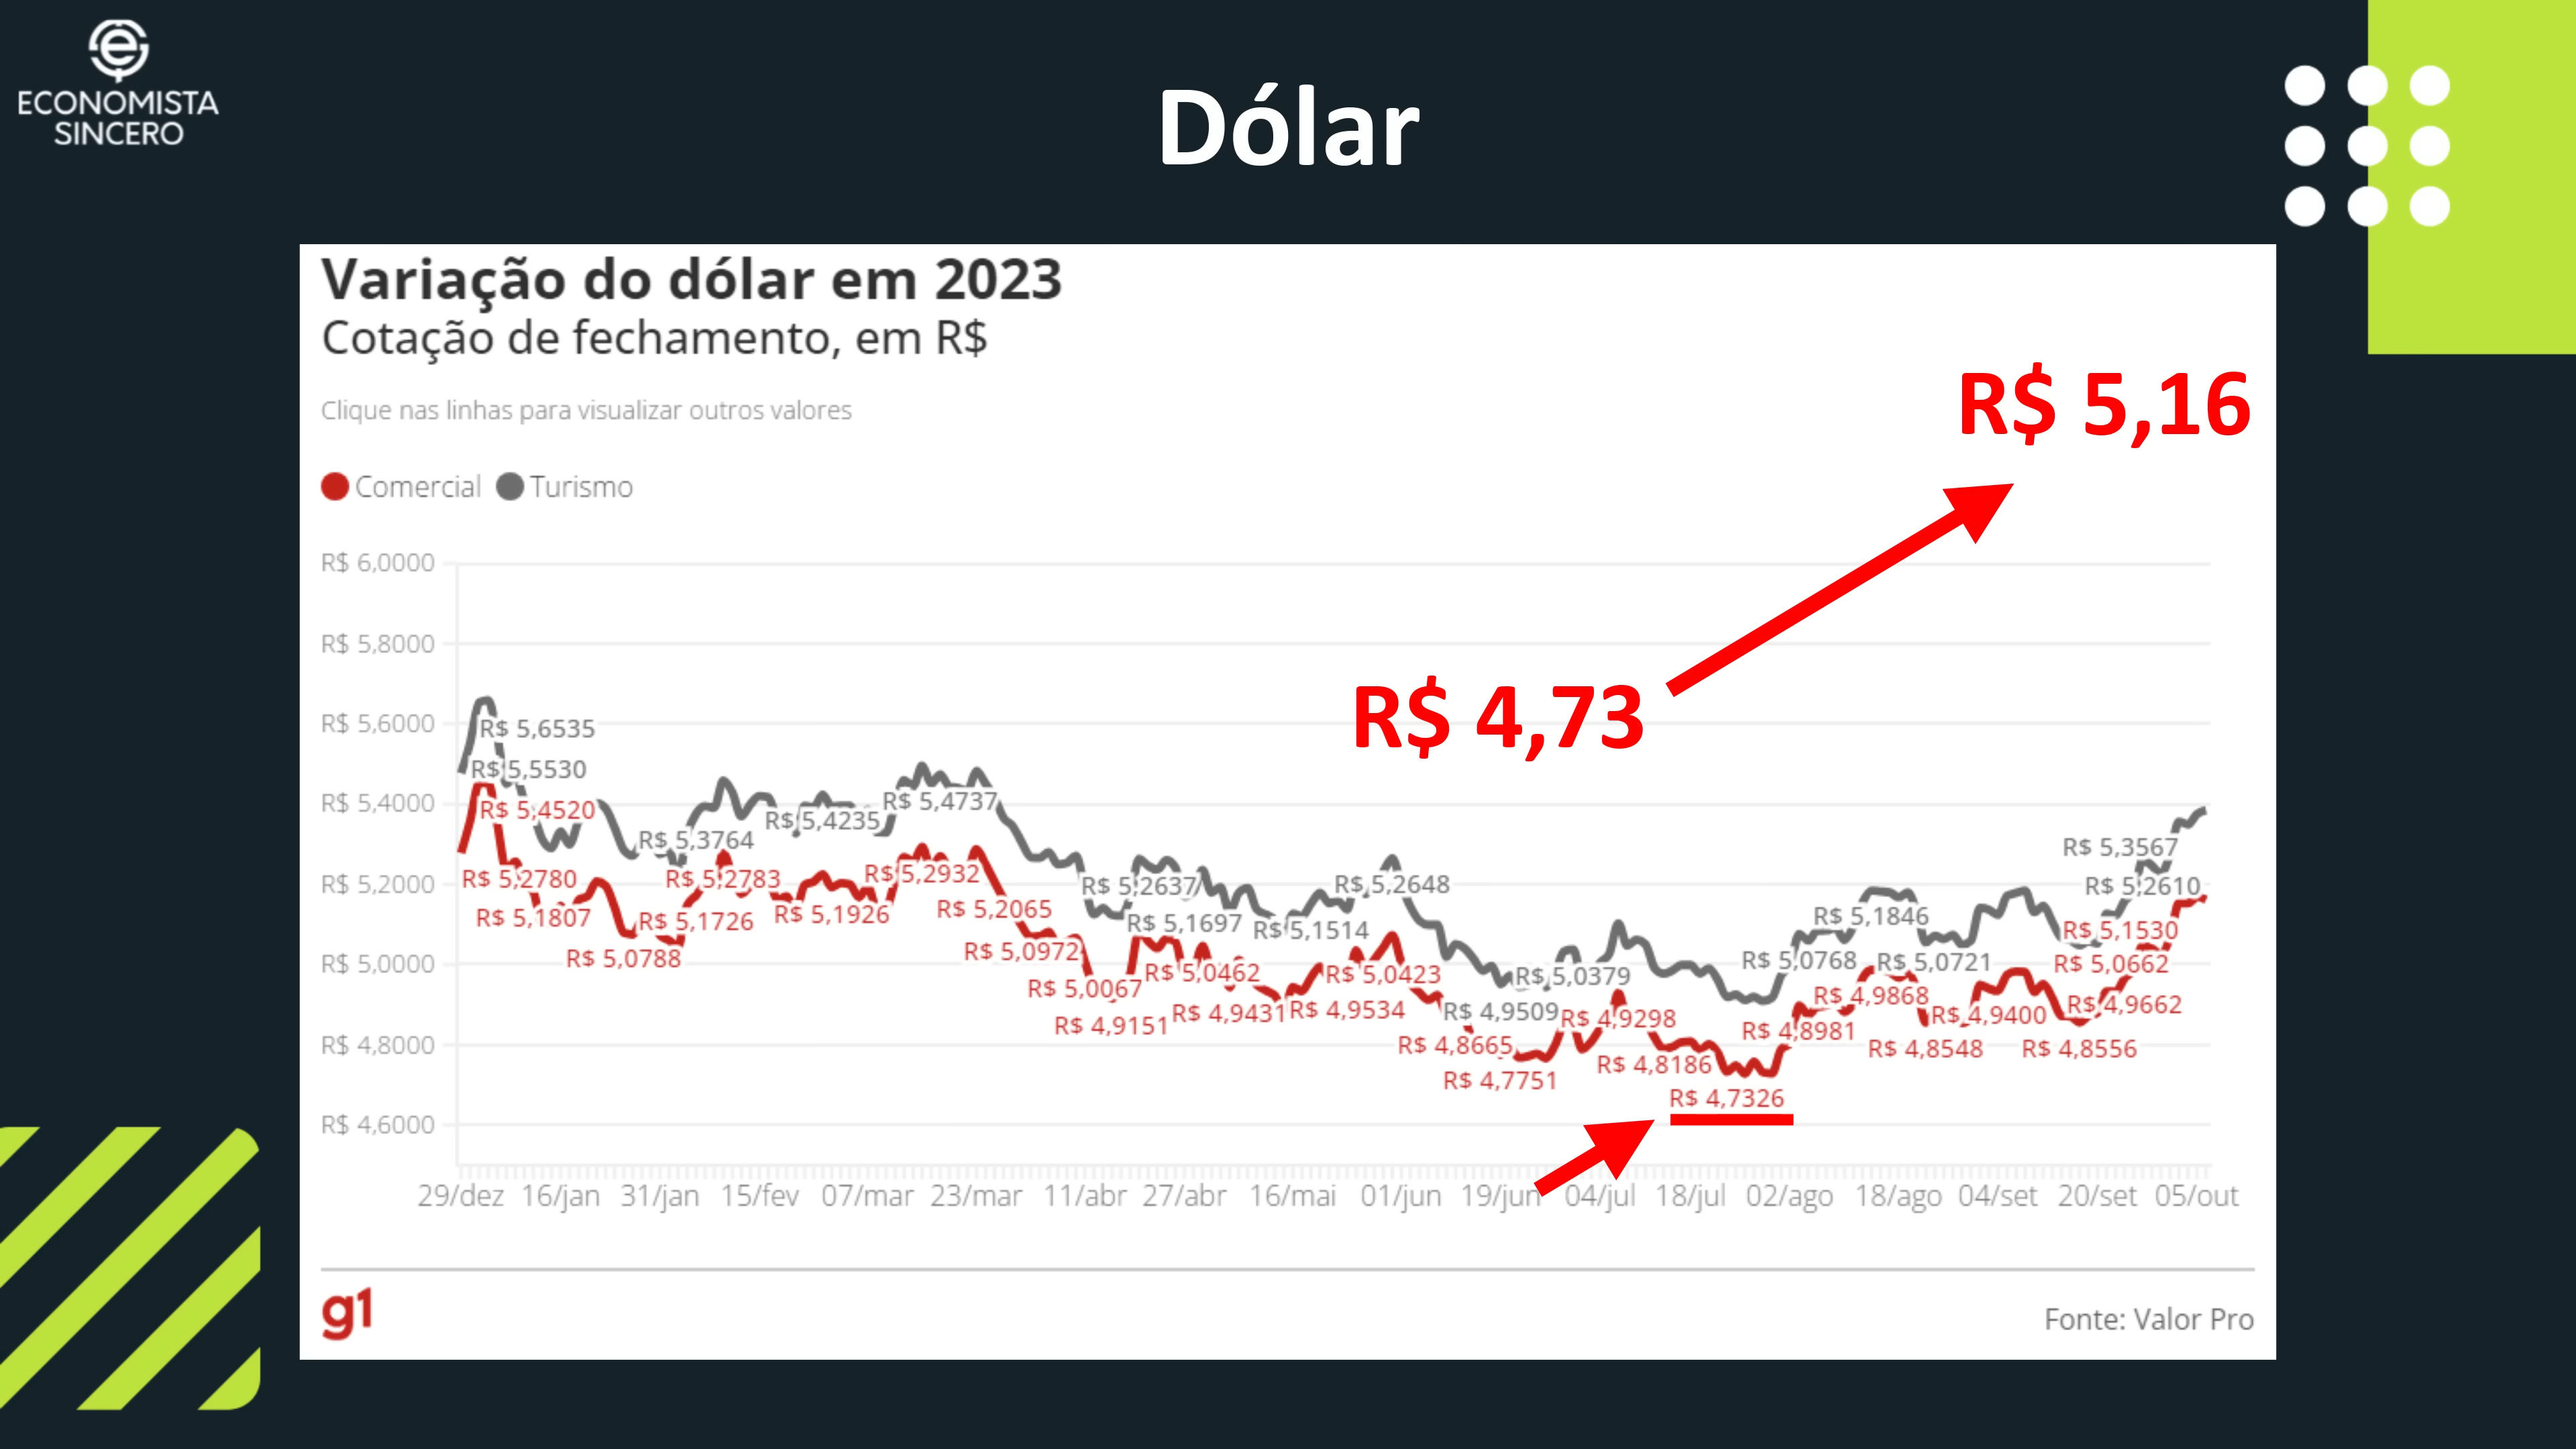 ECONOMISTA
SINCERO
Dólar
Variação do dólar em 2023
Cotação de fechamento, em R$
Clique nas linhas para visualizar outros valores
Comercial Turismo
R$ 5,16
R$ 4,73
R$ 6,0000
R$ 5,8000
R$ 5,6000
R$ 5,4000
R$ 5,2000
R$ 5,0000
R$ 4,8000
R$ 4,6000
R$ 5,6535
R$ 5,5530
R$ 5,4520
R$ 5,2780
R$ 5,1807
R$ 5,0788
R$ 5,3764
R$ 5,2783
R$ 5,1726
R$ 5,4235
R$ 5,1926
R$ 5,4737
R$ 5,2932
R$ 5,2065
R$ 5,0972
R$ 5,0067
R$ 4,9151
R$ 5,2637
R$ 5,1697
R$ 5,0462
R$ 4,9431
R$ 5,1514
R$ 4,9534
R$ 5,2648
R$ 5,0423
R$ 4,8665
R$ 4,9509
R$ 4,7751
R$ 5,0379
R$ 4,9298
R$ 4,8186
R$ 4,7326
R$ 5,0768
R$ 4,8981
R$ 5,1846
R$ 5,0721
R$ 4,9868
R$ 4,8548
R$ 4,9400
R$ 4,8556
R$ 5,3567
R$ 5,2610
R$ 5,1530
R$ 5,0662
R$ 4,9662
29/dez 16/jan 31/jan 15/fev 07/mar 23/mar 11/abr 27/abr 16/mai 01/jun 19/jun 04/jul 18/jul 02/ago 18/ago 04/set 20/set 05/out
g1
Fonte: Valor Pro